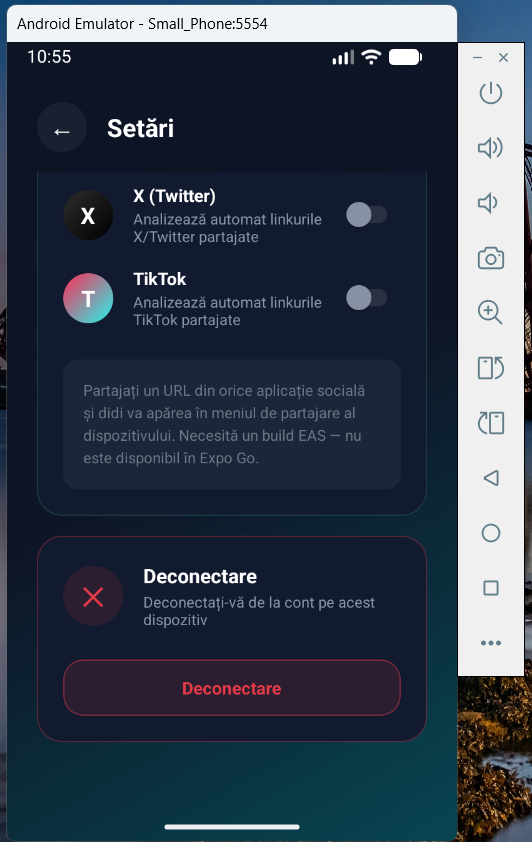 Android Emulator - Small_Phone:5554
10:55
← Setări
X
X (Twitter)
Analizează automat linkurile
X/Twitter partajate
T
TikTok
Analizează automat linkurile
TikTok partajate
Partajați un URL din orice aplicație socială
și didi va apărea în meniul de partajare al
dispozitivului. Necesită un build EAS — nu
este disponibil în Expo Go.
Deconectare
Deconectați-vă de la cont pe acest
dispozitiv
Deconectare